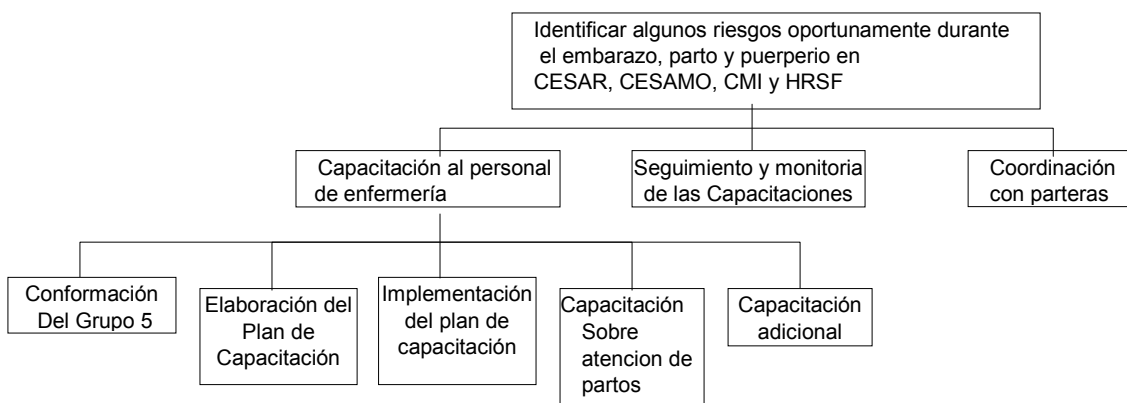 Identificar algunos riesgos oportunamente durante
el embarazo, parto y puerperio en
CESAR, CESAMO, CMI y HRSF
Capacitación al personal
de enfermería
Seguimiento y monitoria
de las Capacitaciones
Coordinación
con parteras
Conformación
Del Grupo 5
Elaboración del
Plan de
Capacitación
Implementación
del plan de
capacitación
Capacitación
Sobre
atencion de
partos
Capacitación
adicional